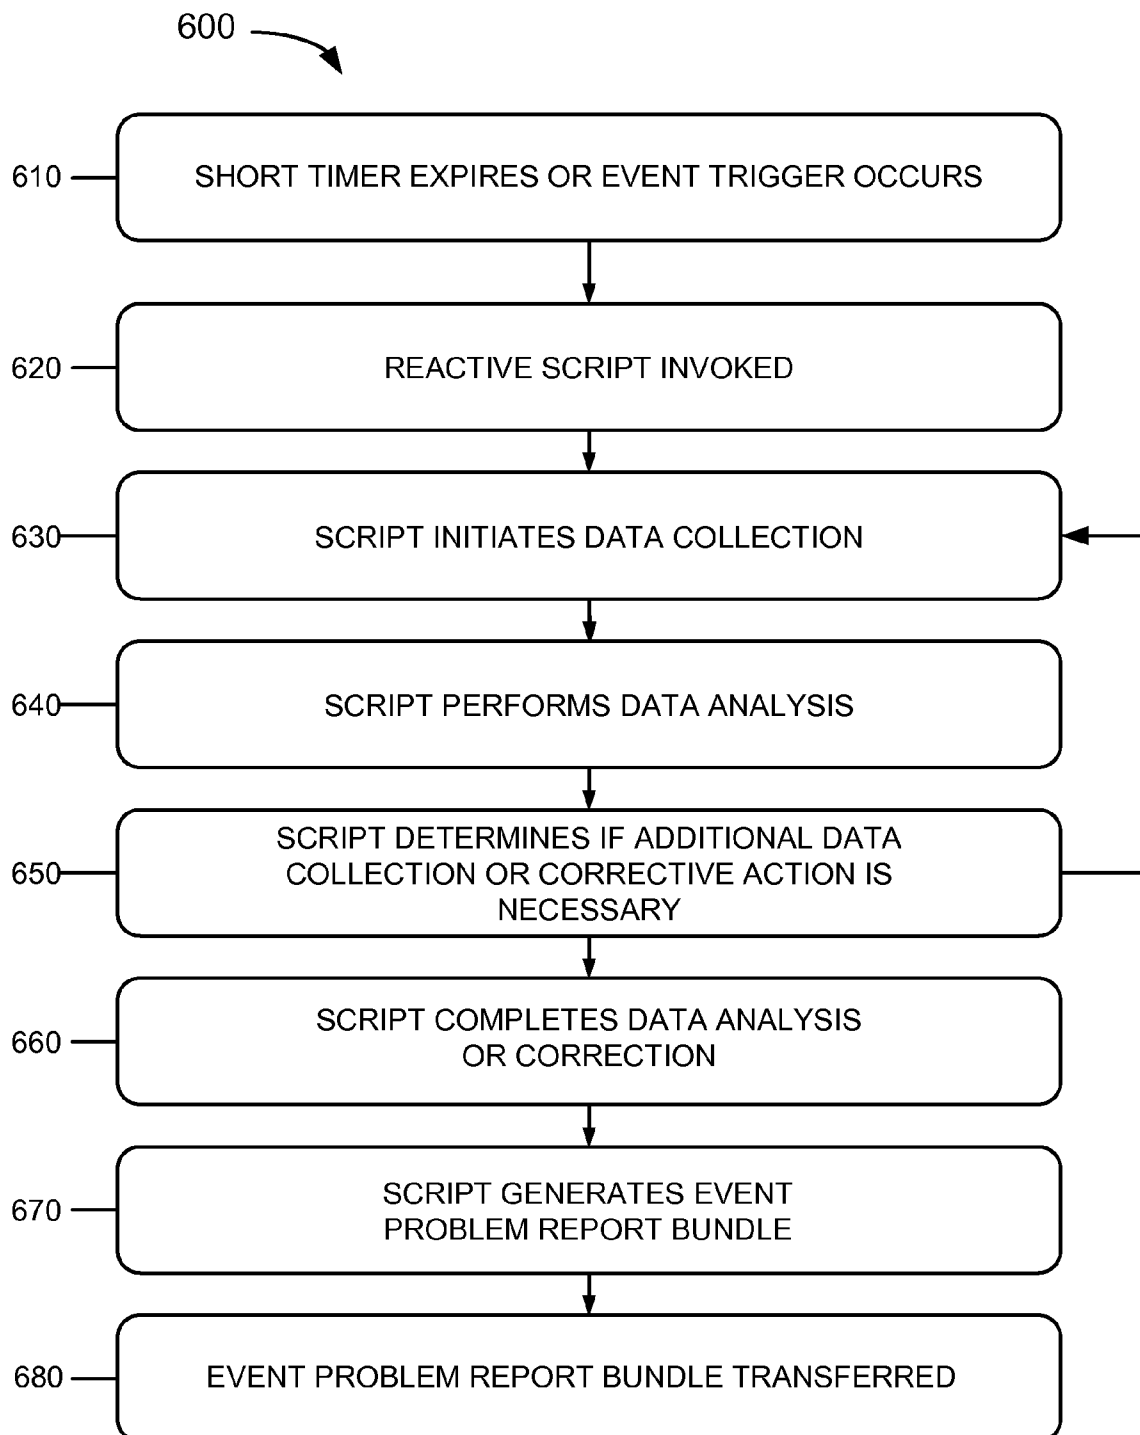 600
610
SHORT TIMER EXPIRES OR EVENT TRIGGER OCCURS
620
REACTIVE SCRIPT INVOKED
630
SCRIPT INITIATES DATA COLLECTION
640
SCRIPT PERFORMS DATA ANALYSIS
650
SCRIPT DETERMINES IF ADDITIONAL DATA
COLLECTION OR CORRECTIVE ACTION IS
NECESSARY
660
SCRIPT COMPLETES DATA ANALYSIS
OR CORRECTION
670
SCRIPT GENERATES EVENT
PROBLEM REPORT BUNDLE
680
EVENT PROBLEM REPORT BUNDLE TRANSFERRED